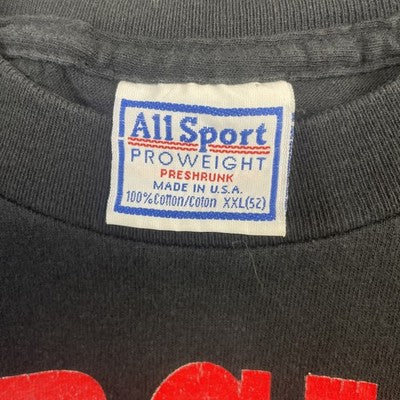 All Sport
PROWEIGHT
PRESHRUNK
MADE IN U.S.A.
100% Cotton/Coton XXL(52)